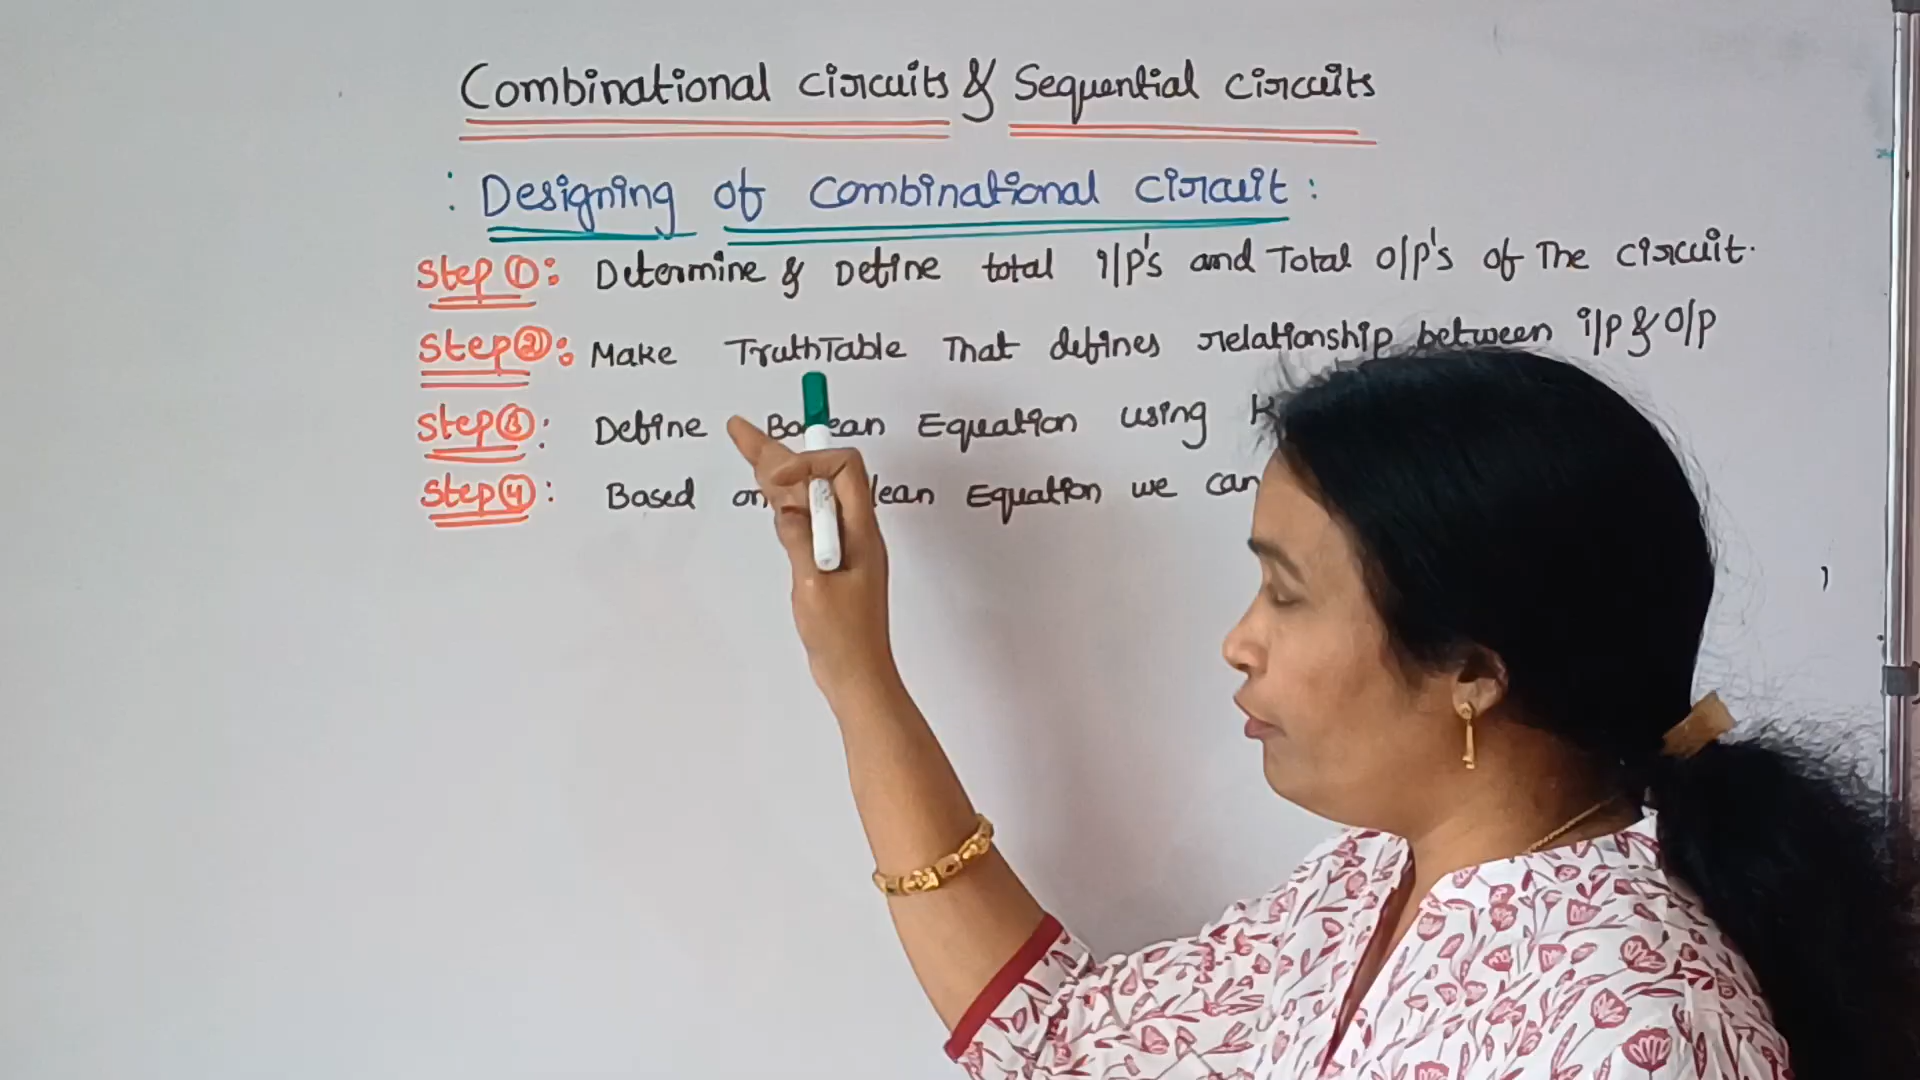 Combinational circuits & Sequential circuits
: Designing of combinational circuit :
Step ①: Determine & Define total i/p's and Total o/p's of The circuit.
Step ②: Make TruthTable That defines relationship between i/p & o/p
Step ③: Define Boolean Equation using K
Step ④: Based on Equation we can